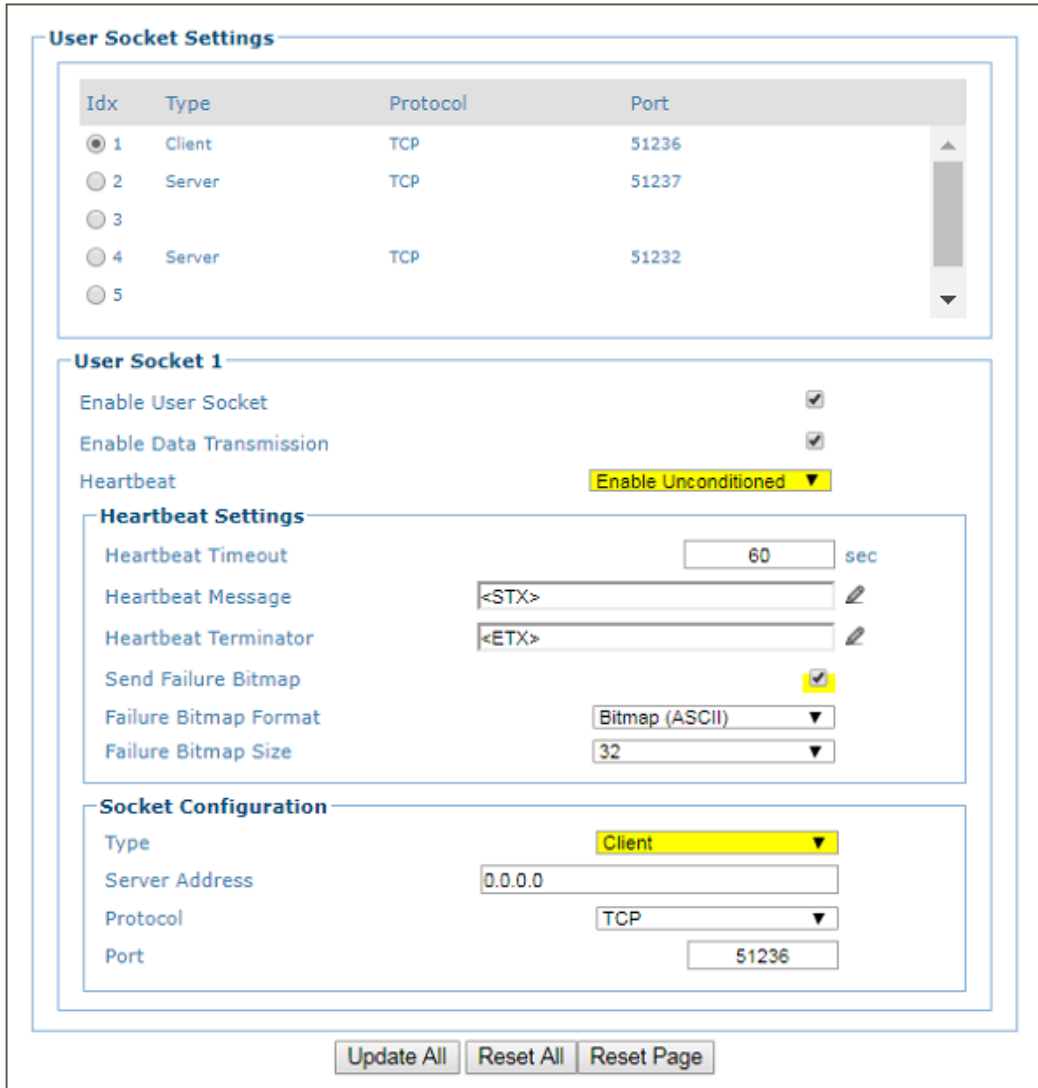 User Socket Settings
Idx Type Protocol Port
1 Client TCP 51236
2 Server TCP 51237
3
4 Server TCP 51232
5
User Socket 1
Enable User Socket
Enable Data Transmission
Heartbeat Enable Unconditioned
Heartbeat Settings
Heartbeat Timeout 60 sec
Heartbeat Message <STX>
Heartbeat Terminator <ETX>
Send Failure Bitmap
Failure Bitmap Format Bitmap (ASCII)
Failure Bitmap Size 32
Socket Configuration
Type Client
Server Address 0.0.0.0
Protocol TCP
Port 51236
Update All Reset All Reset Page